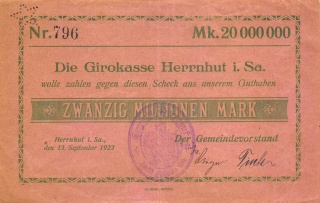 Nr. 796 Mk. 20 000 000
Die Girokasse Herrnhut i. Sa.
wolle zahlen gegen diesen Scheck aus unserem Guthaben
ZWANZIG MILLIONEN MARK
Herrnhut i. Sa.,
den 13. September 1923
Der Gemeindevorstand